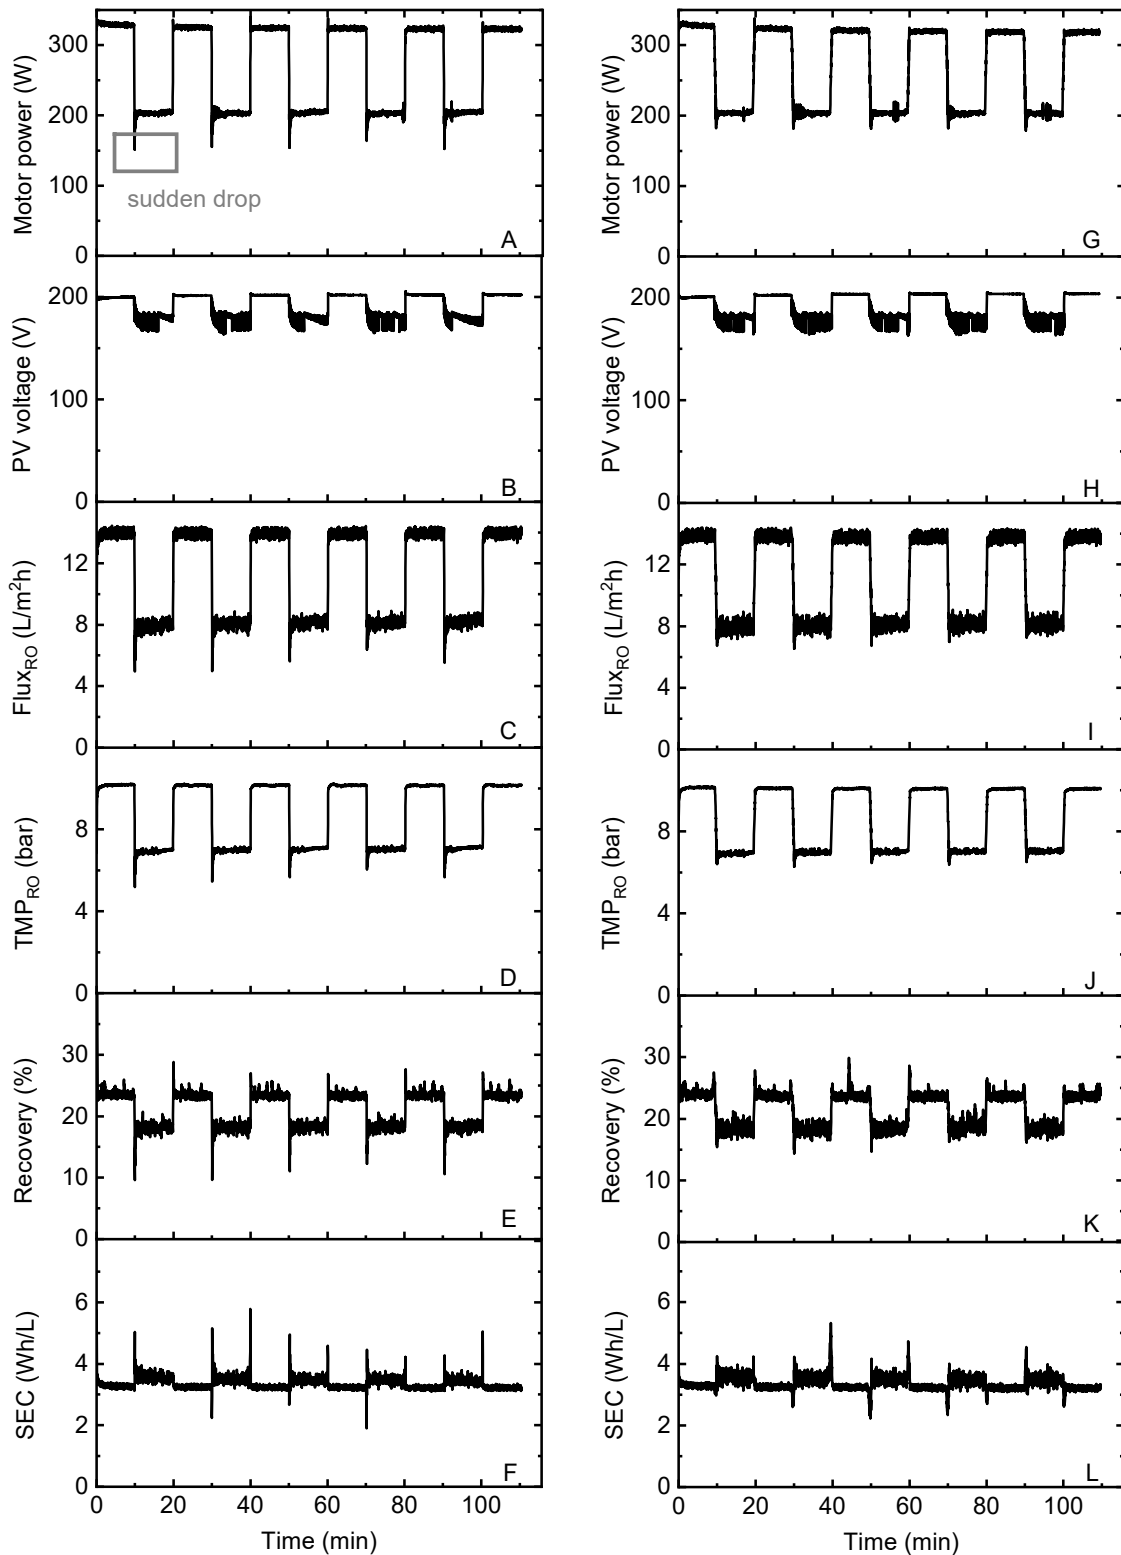 Motor power (W)
300
200
100
0
sudden drop
A
PV voltage (V)
200
100
0
B
Flux_RO (L/m²h)
12
8
4
0
C
TMP_RO (bar)
8
4
0
D
Recovery (%)
30
20
10
0
E
SEC (Wh/L)
6
4
2
0
F
0 20 40 60 80 100
Time (min)
Motor power (W)
300
200
100
0
G
PV voltage (V)
200
100
0
H
Flux_RO (L/m²h)
12
8
4
0
I
TMP_RO (bar)
8
4
0
J
Recovery (%)
30
20
10
0
K
SEC (Wh/L)
6
4
2
0
L
0 20 40 60 80 100
Time (min)